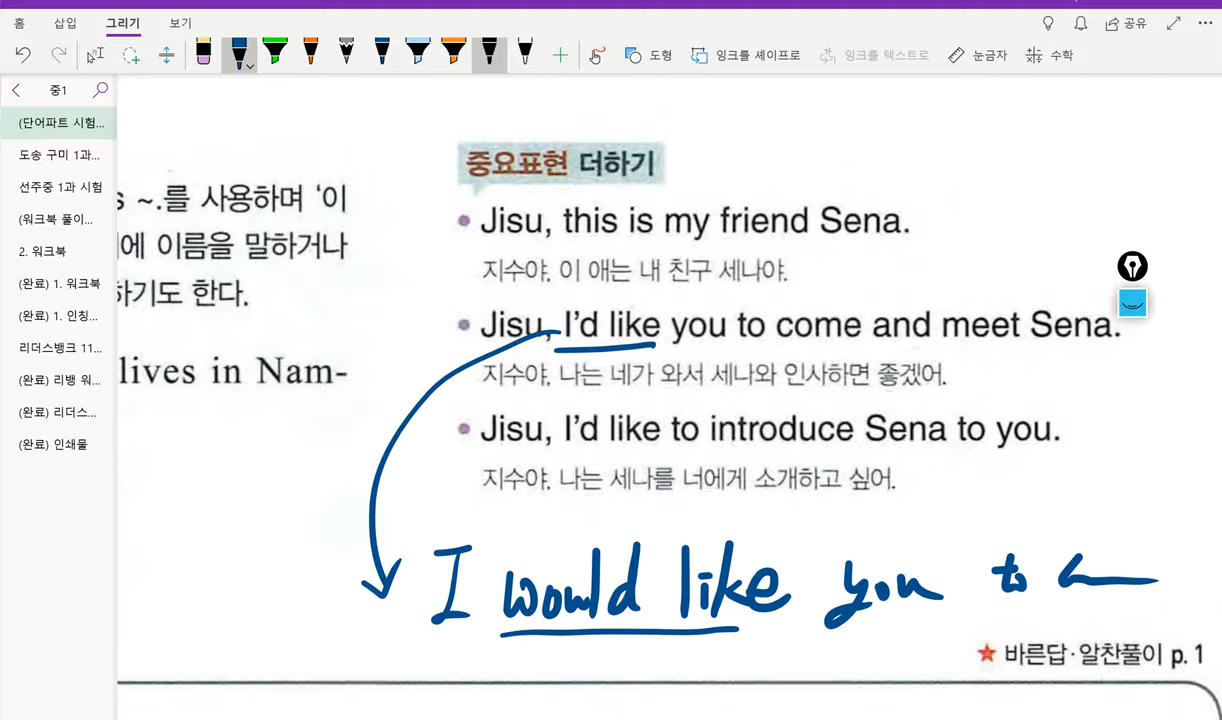 홈 삽입 그리기 보기 공유
도형 잉크를 셰이프로 잉크를 텍스트로 눈금자 수학
중1
(단어파트 시험...
도송 구미 1과...
선주중 1과 시험
(워크북 풀이...
2. 워크북
(완료) 1. 워크북
(완료) 1. 인칭...
리더스뱅크 11...
(완료) 리뱅 워...
(완료) 리더스...
(완료) 인쇄물
s ~.를 사용하며 ‘이
에 이름을 말하거나
하기도 한다.
lives in Nam-
중요표현 더하기
• Jisu, this is my friend Sena.
지수야, 이 애는 내 친구 세나야.
• Jisu, I’d like you to come and meet Sena.
지수야, 나는 네가 와서 세나와 인사하면 좋겠어.
• Jisu, I’d like to introduce Sena to you.
지수야, 나는 세나를 너에게 소개하고 싶어.
I would like you to
★ 바른답·알찬풀이 p. 1